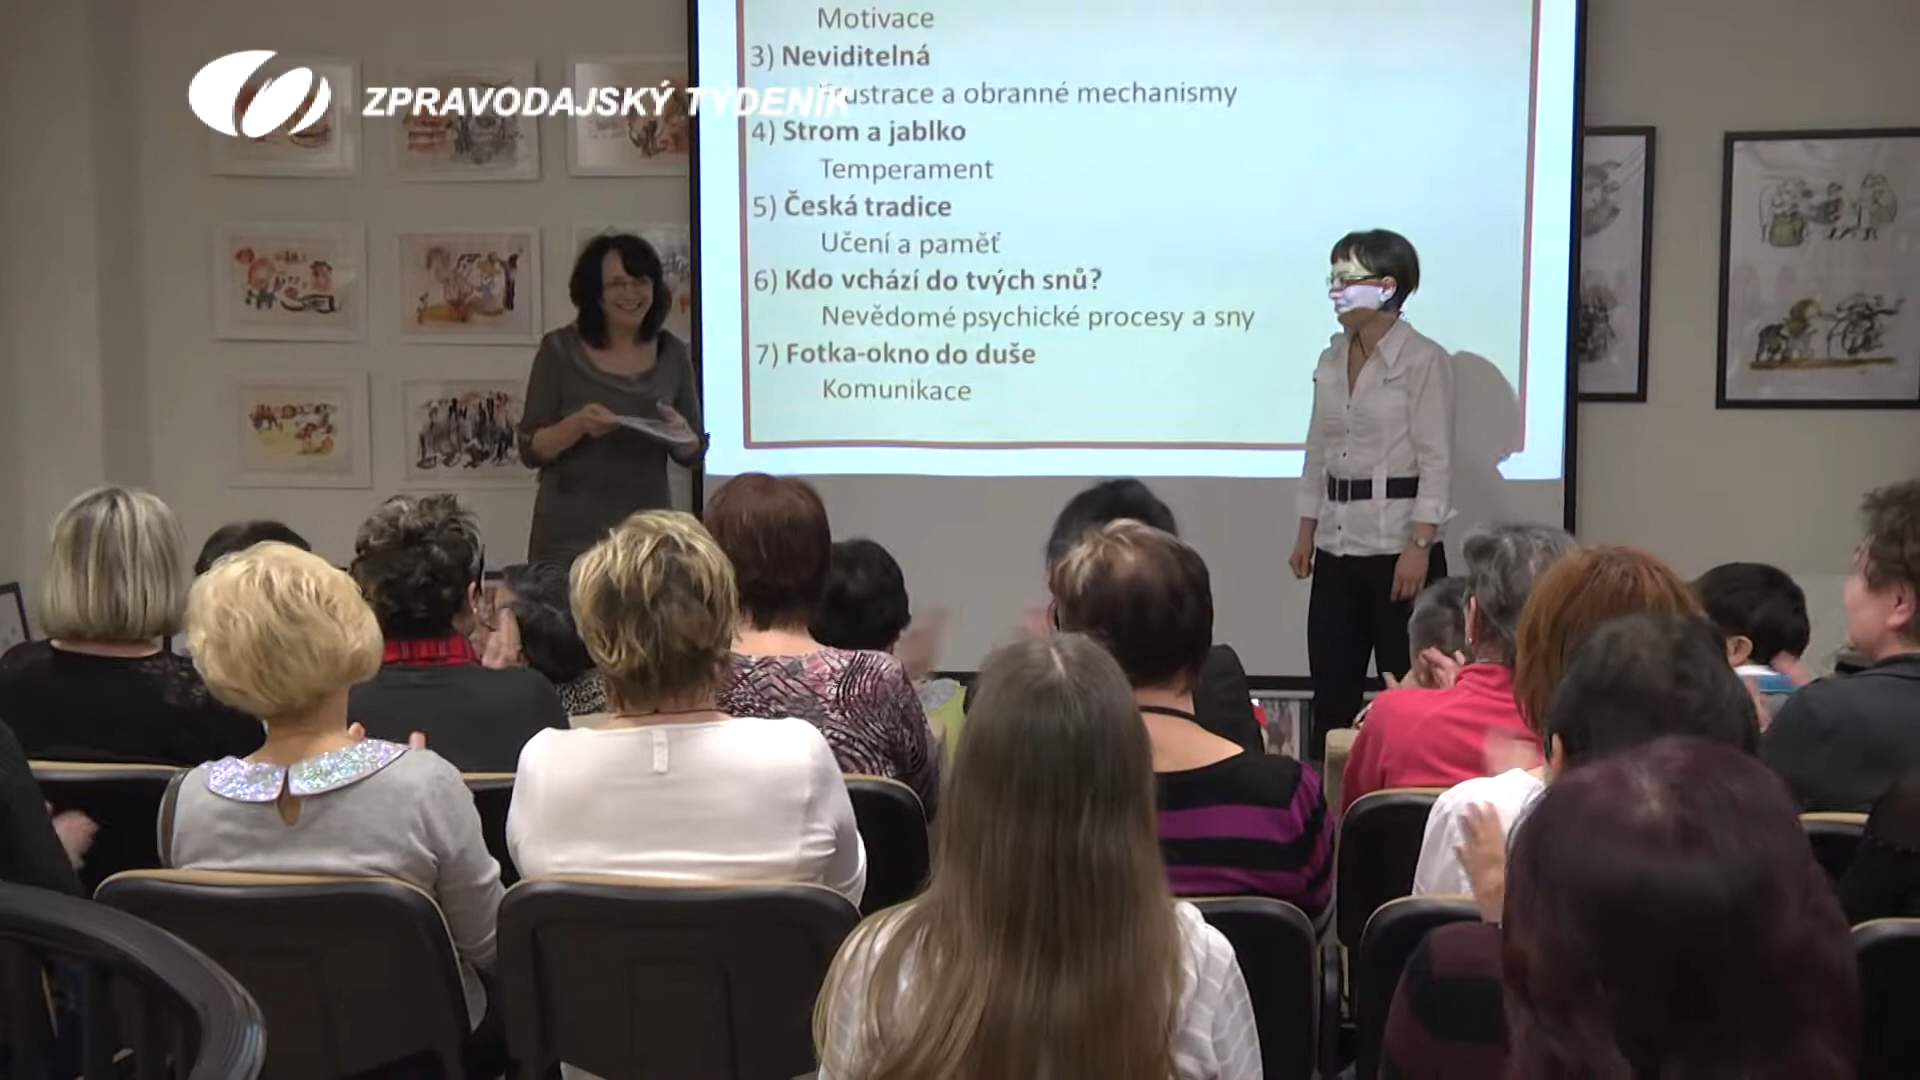 Motivace
3) Neviditelná
ZPRAVODAJSKÝ TÝDENÍK
Frustrace a obranné mechanismy
4) Strom a jablko
Temperament
5) Česká tradice
Učení a paměť
6) Kdo vchází do tvých snů?
Nevědomé psychické procesy a sny
7) Fotka-okno do duše
Komunikace